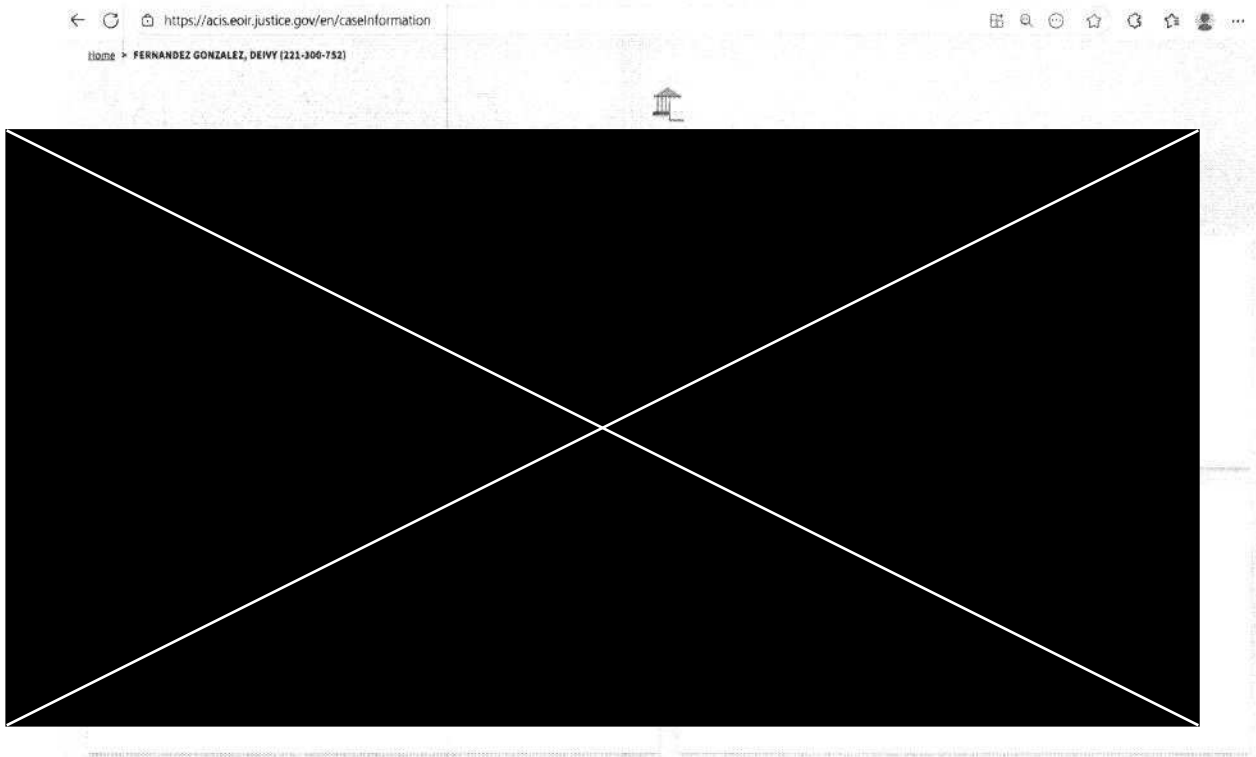 https://acis.eoir.justice.gov/en/caseInformation
Home > FERNANDEZ GONZALEZ, DEIVY (221-300-752)